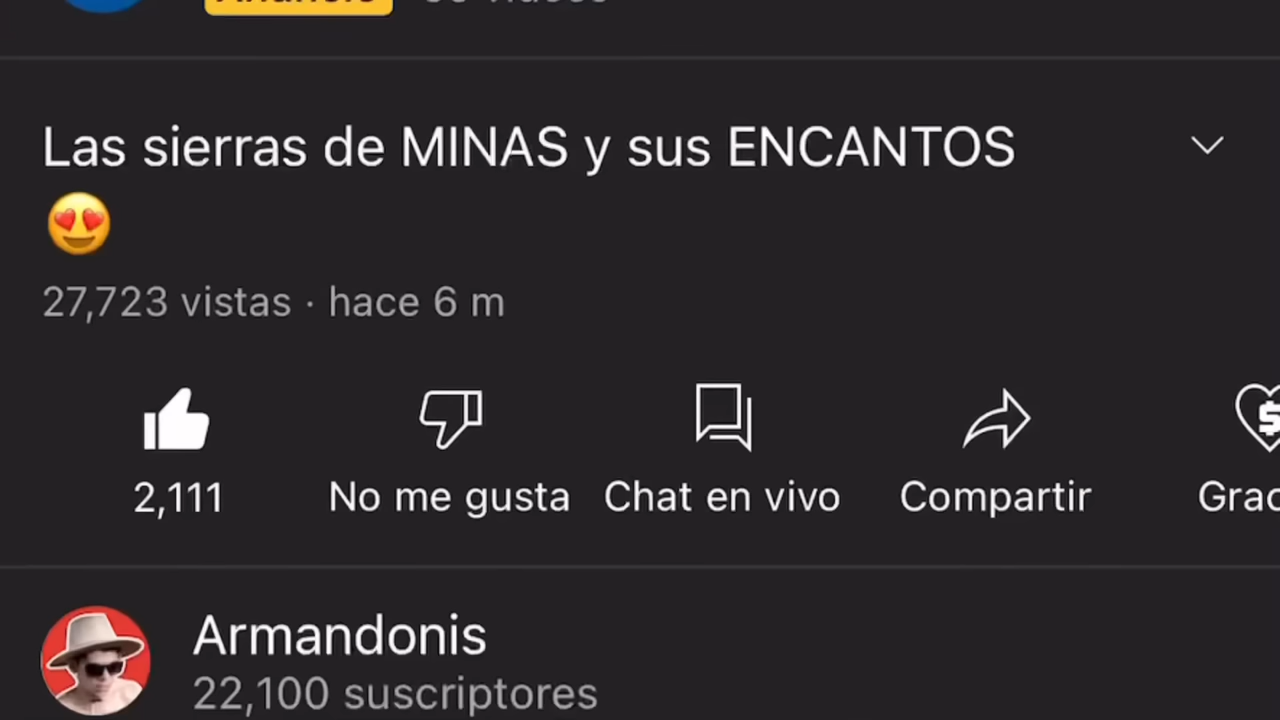 Las sierras de MINAS y sus ENCANTOS
😍
27,723 vistas · hace 6 m
2,111
No me gusta
Chat en vivo
Compartir
Armandonis
22,100 suscriptores